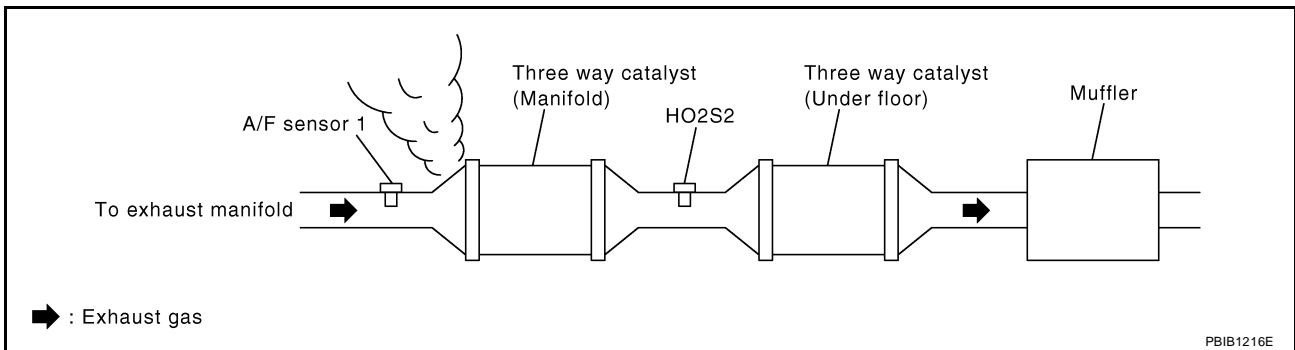 Three way catalyst
(Manifold)
Three way catalyst
(Under floor)
Muffler
HO2S2
A/F sensor 1
To exhaust manifold
: Exhaust gas
PBIB1216E